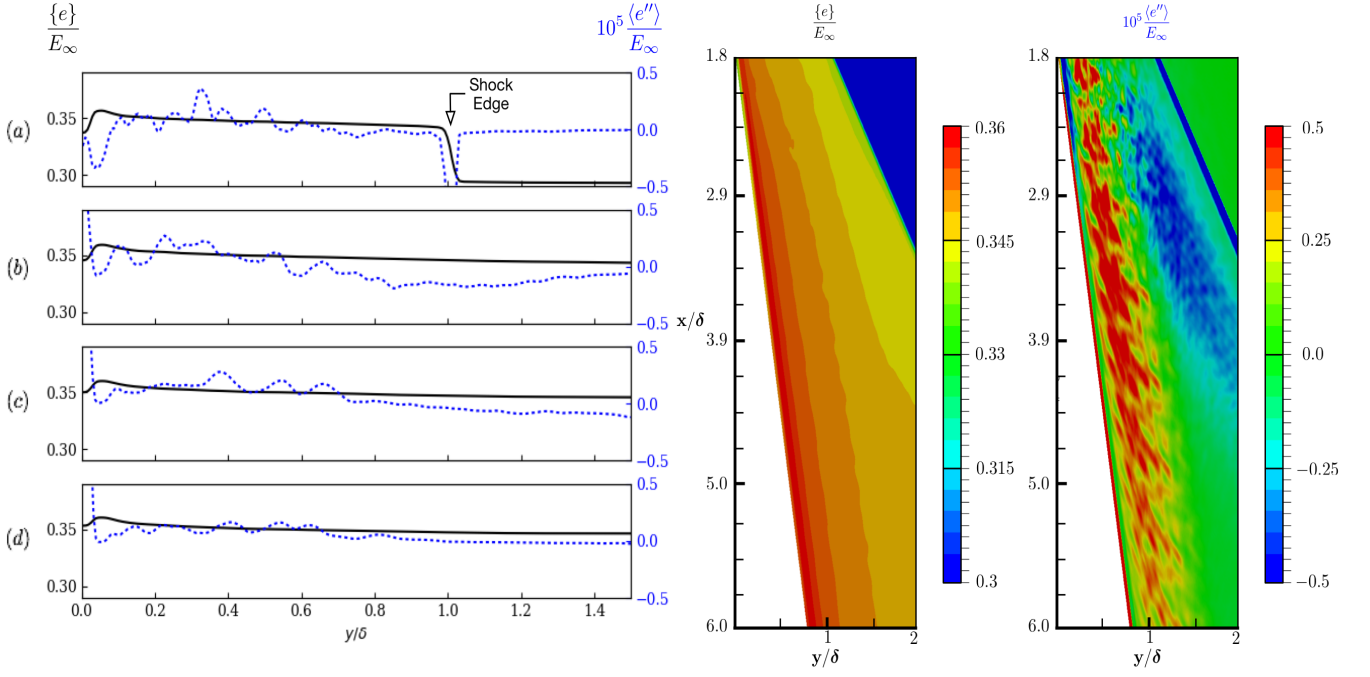 {e}/E∞
10⁵⟨e″⟩/E∞
(a)
0.35
0.30
Shock
Edge
0.5
0.0
−0.5
(b)
0.35
0.30
0.5
0.0
−0.5
(c)
0.35
0.30
0.5
0.0
−0.5
(d)
0.35
0.30
0.5
0.0
−0.5
0.0 0.2 0.4 0.6 0.8 1.0 1.2 1.4
y/δ
{e}/E∞
x/δ
1.8
2.9
3.9
5.0
6.0
1 2
y/δ
0.36
0.345
0.33
0.315
0.3
10⁵⟨e″⟩/E∞
1.8
2.9
3.9
5.0
6.0
1 2
y/δ
0.5
0.25
0.0
−0.25
−0.5